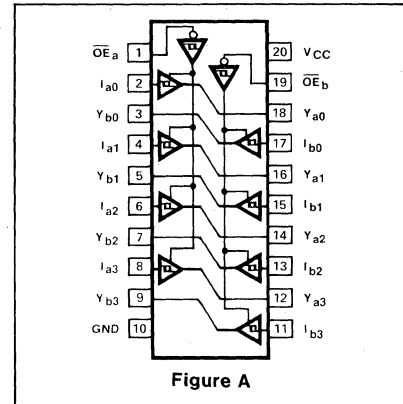 OEa 1 20 VCC
Ia0 2 19 OEb
Yb0 3 18 Ya0
Ia1 4 17 Ib0
Yb1 5 16 Ya1
Ia2 6 15 Ib1
Yb2 7 14 Ya2
Ia3 8 13 Ib2
Yb3 9 12 Ya3
GND 10 11 Ib3
Figure A